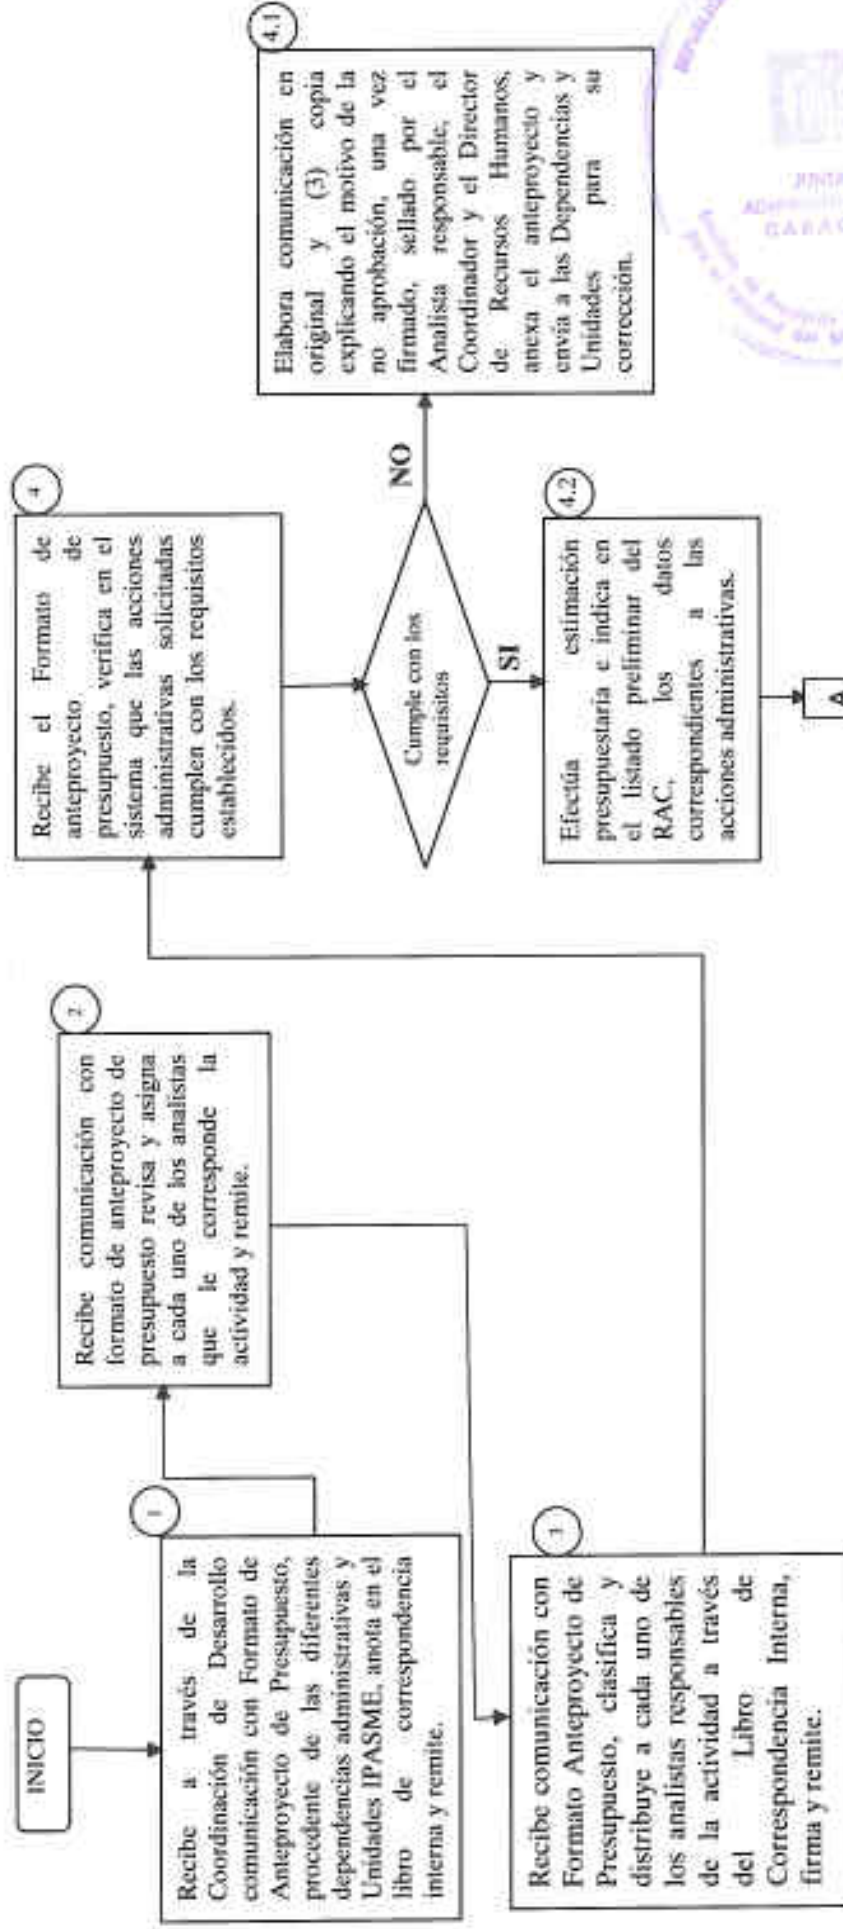 INICIO
1
Recibe a través de la
Coordinación de Desarrollo
comunicación con Formato de
Anteproyecto de Presupuesto,
procedente de las diferentes
dependencias administrativas y
Unidades IPASME, anota en el
libro de correspondencia
interna y remite.
2
Recibe comunicación con
formato de anteproyecto de
presupuesto revisa y asigna
a cada uno de los analistas
que le corresponde la
actividad y remite.
3
Recibe comunicación con
Formato Anteproyecto de
Presupuesto, clasifica y
distribuye a cada uno de
los analistas responsables
de la actividad a través
del Libro de
Correspondencia Interna,
firma y remite.
4
Recibe el Formato de
anteproyecto de
presupuesto, verifica en el
sistema que las acciones
administrativas solicitadas
cumplen con los requisitos
establecidos.
Cumple con los
requisitos
NO
SI
4.1
Elabora comunicación en
original y (3) copia
explicando el motivo de la
no aprobación, una vez
firmado, sellado por el
Analista responsable, el
Coordinador y el Director
de Recursos Humanos,
anexa el anteproyecto y
envía a las Dependencias y
Unidades para su
corrección.
4.2
Efectúa estimación
presupuestaria e indica en
el listado preliminar del
RAC, los datos
correspondientes a las
acciones administrativas.
A
JUNTA